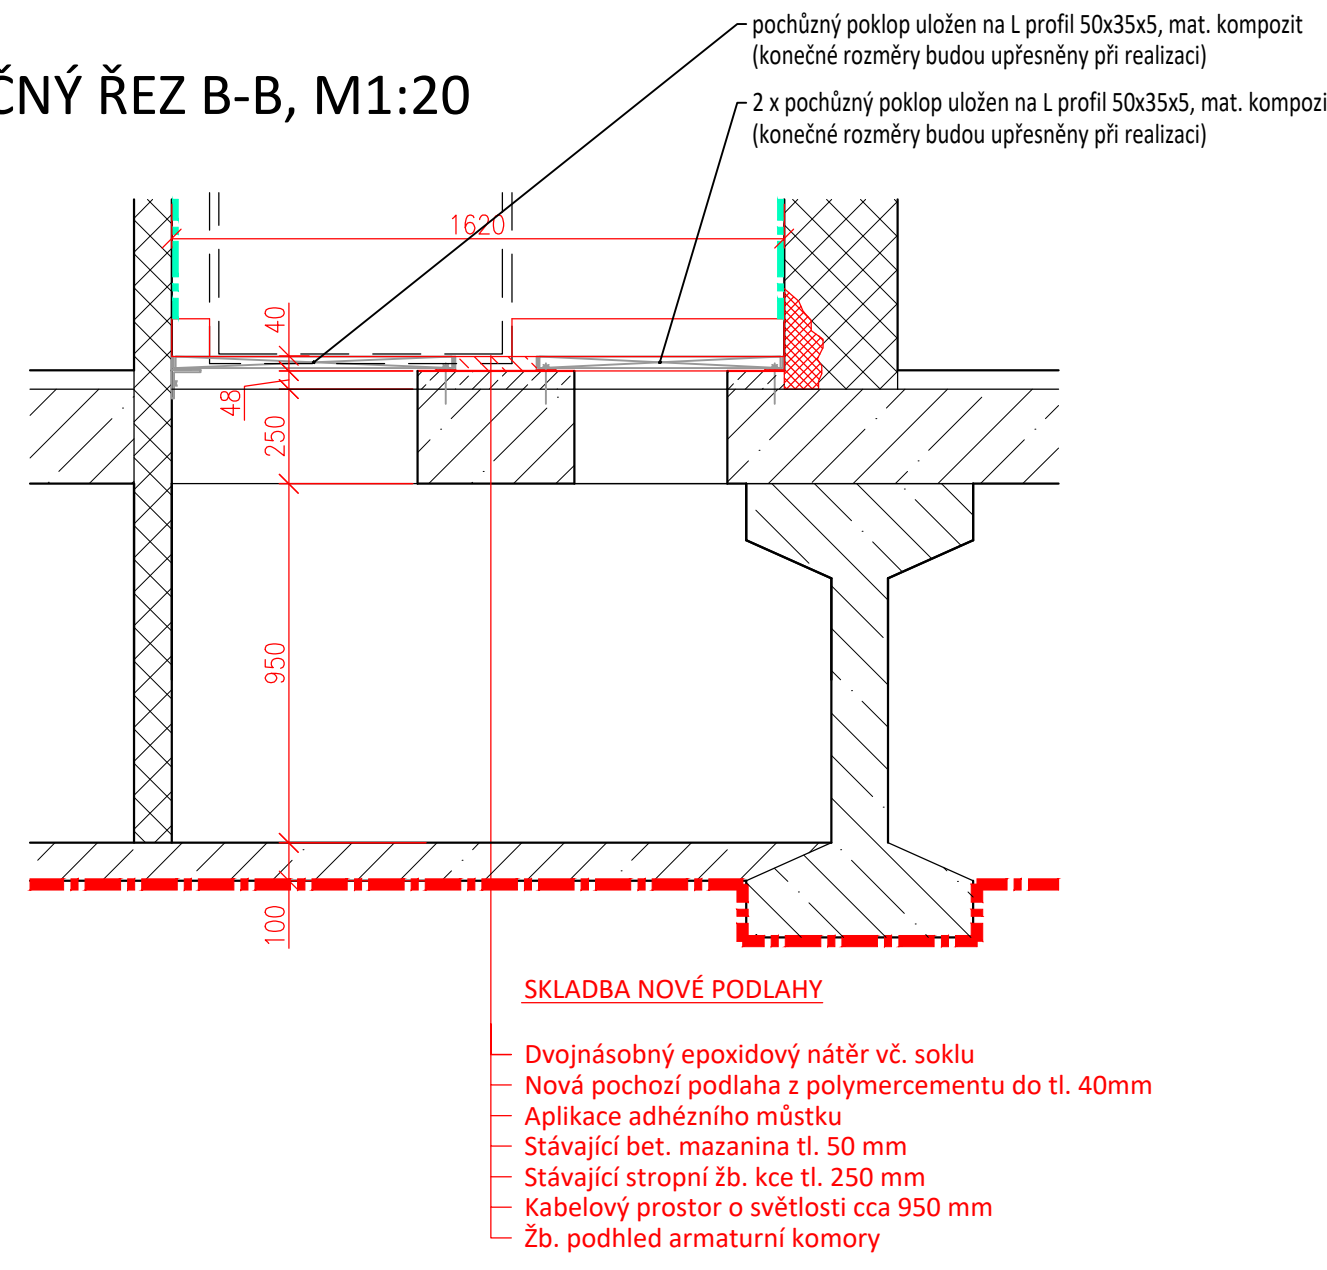 pochůzný poklop uložen na L profil 50x35x5, mat. kompozit
(konečné rozměry budou upřesněny při realizaci)
ČNÝ ŘEZ B-B, M1:20
2 x pochůzný poklop uložen na L profil 50x35x5, mat. kompozi
(konečné rozměry budou upřesněny při realizaci)
1620
40
48
250
950
100
SKLADBA NOVÉ PODLAHY
Dvojnásobný epoxidový nátěr vč. soklu
Nová pochozí podlaha z polymercementu do tl. 40mm
Aplikace adhézního můstku
Stávající bet. mazanina tl. 50 mm
Stávající stropní žb. kce tl. 250 mm
Kabelový prostor o světlosti cca 950 mm
Žb. podhled armaturní komory